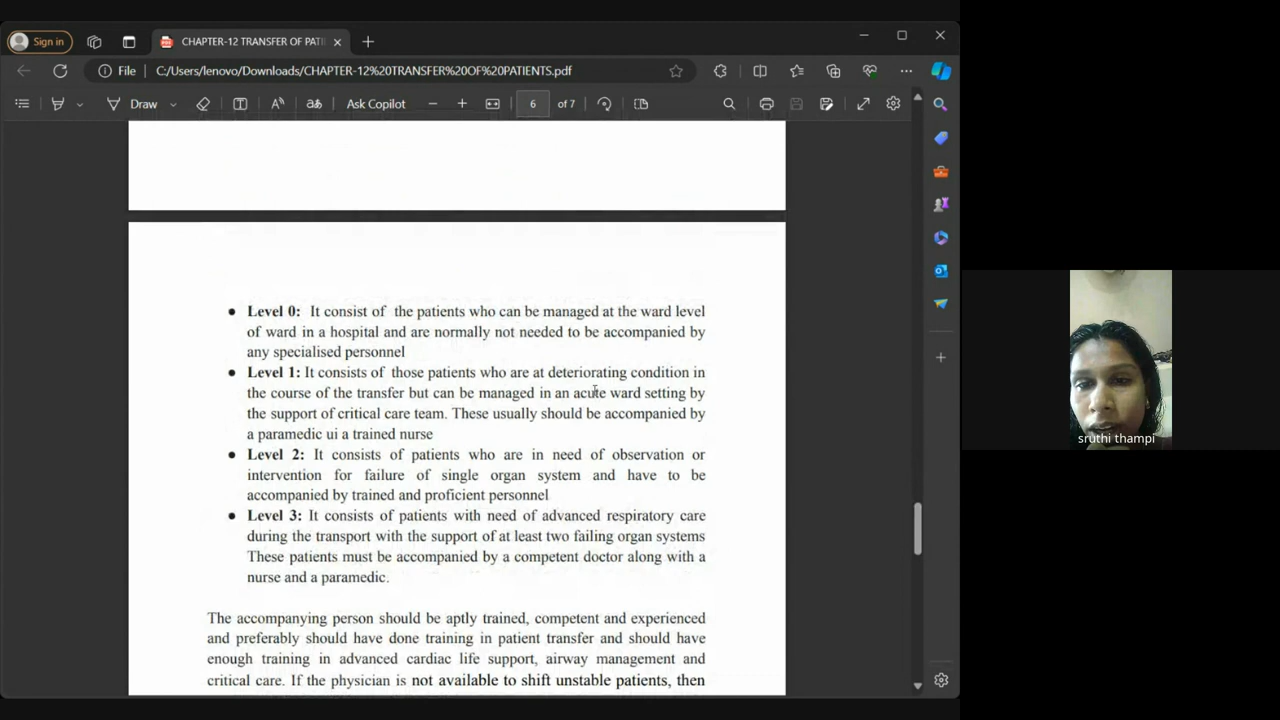 Sign in
CHAPTER-12 TRANSFER OF PATI
File
C:/Users/lenovo/Downloads/CHAPTER-12%20TRANSFER%20OF%20PATIENTS.pdf
Draw
aあ
Ask Copilot
6
of 7
● Level 0: It consist of the patients who can be managed at the ward level
of ward in a hospital and are normally not needed to be accompanied by
any specialised personnel
● Level 1: It consists of those patients who are at deteriorating condition in
the course of the transfer but can be managed in an acute ward setting by
the support of critical care team. These usually should be accompanied by
a paramedic ui a trained nurse
● Level 2: It consists of patients who are in need of observation or
intervention for failure of single organ system and have to be
accompanied by trained and proficient personnel
● Level 3: It consists of patients with need of advanced respiratory care
during the transport with the support of at least two failing organ systems
These patients must be accompanied by a competent doctor along with a
nurse and a paramedic.
The accompanying person should be aptly trained, competent and experienced
and preferably should have done training in patient transfer and should have
enough training in advanced cardiac life support, airway management and
critical care. If the physician is not available to shift unstable patients, then
sruthi thampi